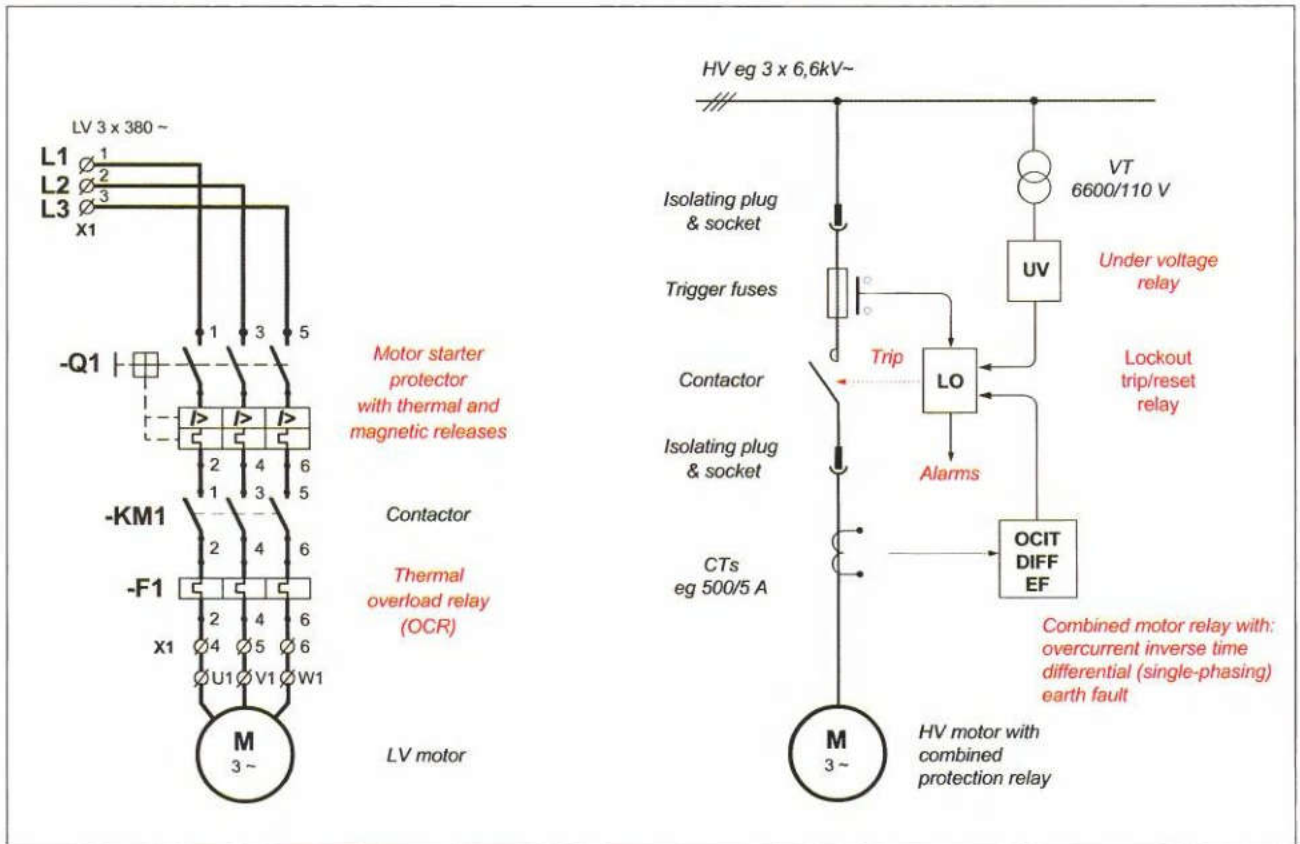 LV 3 x 380 ~
L1 1
L2 2
L3 3
X1
1 3 5
-Q1
Motor starter
protector
with thermal and
magnetic releases
I> I> I>
2 4 6
1 3 5
-KM1
Contactor
2 4 6
-F1
Thermal
overload relay
(OCR)
2 4 6
X1 4 5 6
U1 V1 W1
M
3 ~
LV motor
HV eg 3 x 6,6kV~
VT
6600/110 V
Isolating plug
& socket
UV
Under voltage
relay
Trigger fuses
Trip
Contactor
LO
Lockout
trip/reset
relay
Isolating plug
& socket
Alarms
CTs
eg 500/5 A
OCIT
DIFF
EF
Combined motor relay with:
overcurrent inverse time
differential (single-phasing)
earth fault
M
3 ~
HV motor with
combined
protection relay